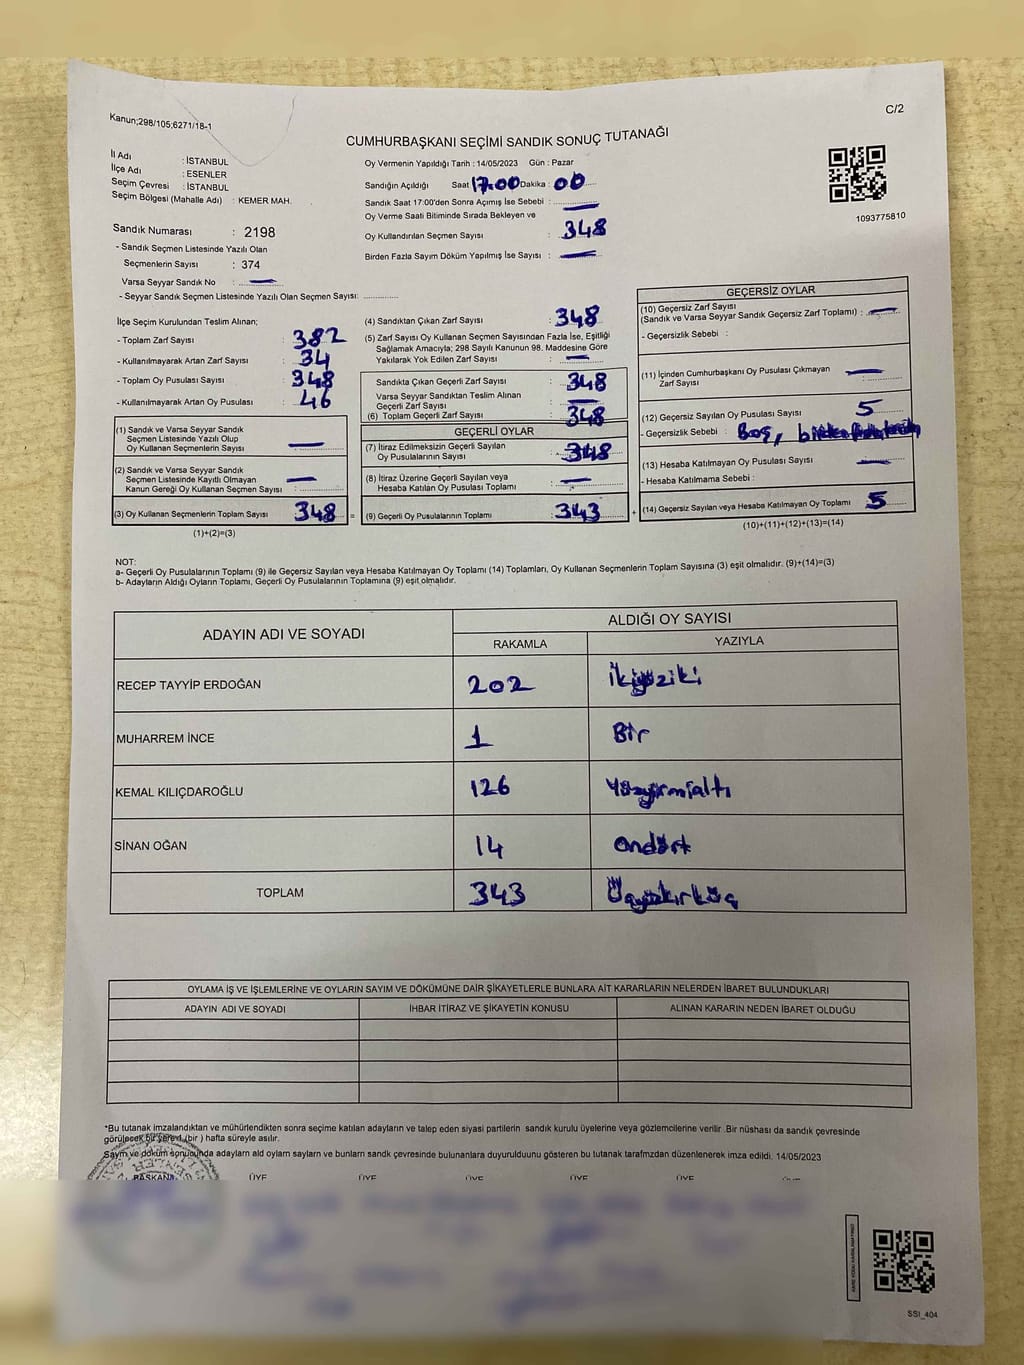 C/2
Kanun;298/105;6271/18-1
CUMHURBAŞKANI SEÇİMİ SANDIK SONUÇ TUTANAĞI
İl Adı : İSTANBUL
İlçe Adı : ESENLER
Seçim Çevresi : İSTANBUL
Seçim Bölgesi (Mahalle Adı) : KEMER MAH.
Oy Vermenin Yapıldığı Tarih : 14/05/2023 Gün : Pazar
Sandığın Açıldığı Saat 17:00 Dakika : 00
Sandık Saat 17:00'den Sonra Açımış İse Sebebi :
Oy Verme Saati Bitiminde Sırada Bekleyen ve
Oy Kullandırılan Seçmen Sayısı : 348
Birden Fazla Sayım Döküm Yapılmış İse Sayısı :
1093775810
Sandık Numarası : 2198
- Sandık Seçmen Listesinde Yazılı Olan
Seçmenlerin Sayısı : 374
Varsa Seyyar Sandık No :
- Seyyar Sandık Seçmen Listesinde Yazılı Olan Seçmen Sayısı:
İlçe Seçim Kurulundan Teslim Alınan;
- Toplam Zarf Sayısı : 382
- Kullanılmayarak Artan Zarf Sayısı : 34
- Toplam Oy Pusulası Sayısı : 348
- Kullanılmayarak Artan Oy Pusulası : 46
(1) Sandık ve Varsa Seyyar Sandık
Seçmen Listesinde Yazılı Olup
Oy Kullanan Seçmenlerin Sayısı :
(2) Sandık ve Varsa Seyyar Sandık
Seçmen Listesinde Kayıtlı Olmayan
Kanun Gereği Oy Kullanan Seçmen Sayısı :
(3) Oy Kullanan Seçmenlerin Toplam Sayısı 348 =
(1)+(2)=(3)
(4) Sandıktan Çıkan Zarf Sayısı : 348
(5) Zarf Sayısı Oy Kullanan Seçmen Sayısından Fazla İse, Eşitliği
Sağlamak Amacıyla; 298 Sayılı Kanunun 98. Maddesine Göre
Yakılarak Yok Edilen Zarf Sayısı :
Sandıkta Çıkan Geçerli Zarf Sayısı : 348
Varsa Seyyar Sandıktan Teslim Alınan
Geçerli Zarf Sayısı :
(6) Toplam Geçerli Zarf Sayısı : 348
GEÇERLİ OYLAR
(7) İtiraz Edilmeksizin Geçerli Sayılan
Oy Pusulalarının Sayısı : 348
(8) İtiraz Üzerine Geçerli Sayılan veya
Hesaba Katılan Oy Pusulası Toplamı :
(9) Geçerli Oy Pusulalarının Toplamı : 343 +
GEÇERSİZ OYLAR
(10) Geçersiz Zarf Sayısı
(Sandık ve Varsa Seyyar Sandık Geçersiz Zarf Toplamı) :
- Geçersizlik Sebebi :
(11) İçinden Cumhurbaşkanı Oy Pusulası Çıkmayan
Zarf Sayısı :
(12) Geçersiz Sayılan Oy Pusulası Sayısı : 5
- Geçersizlik Sebebi : Boş,
(13) Hesaba Katılmayan Oy Pusulası Sayısı :
- Hesaba Katılmama Sebebi :
(14) Geçersiz Sayılan veya Hesaba Katılmayan Oy Toplamı 5
(10)+(11)+(12)+(13)=(14)
NOT:
a- Geçerli Oy Pusulalarının Toplamı (9) ile Geçersiz Sayılan veya Hesaba Katılmayan Oy Toplamı (14) Toplamları, Oy Kullanan Seçmenlerin Toplam Sayısına (3) eşit olmalıdır. (9)+(14)=(3)
b- Adayların Aldığı Oyların Toplamı, Geçerli Oy Pusulalarının Toplamına (9) eşit olmalıdır.
ADAYIN ADI VE SOYADI
ALDIĞI OY SAYISI
RAKAMLA YAZIYLA
RECEP TAYYİP ERDOĞAN 202 ikiyüziki
MUHARREM İNCE 1 Bir
KEMAL KILIÇDAROĞLU 126 Yüzyirmialtı
SİNAN OĞAN 14 Ondört
TOPLAM 343 Üçyüzkırküç
OYLAMA İŞ VE İŞLEMLERİNE VE OYLARIN SAYIM VE DÖKÜMÜNE DAİR ŞİKAYETLERLE BUNLARA AİT KARARLARIN NELERDEN İBARET BULUNDUKLARI
ADAYIN ADI VE SOYADI İHBAR İTİRAZ VE ŞİKAYETİN KONUSU ALINAN KARARIN NEDEN İBARET OLDUĞU
*Bu tutanak imzalandıktan ve mühürlendikten sonra seçime katılan adayların ve talep eden siyasi partilerin sandık kurulu üyelerine veya gözlemcilerine verilir .Bir nüshası da sandık çevresinde
görülecek bir yere1 (bir ) hafta süreyle asılır.
Sayım ve döküm sonucunda adayların ald oyların sayların ve bunların sandk çevresinde bulunanlara duyurulduunu gösteren bu tutanak tarafmzdan düzenlenerek imza edildi. 14/05/2023
BAŞKAN ÜYE ÜYE ÜYE ÜYE
SSI_404